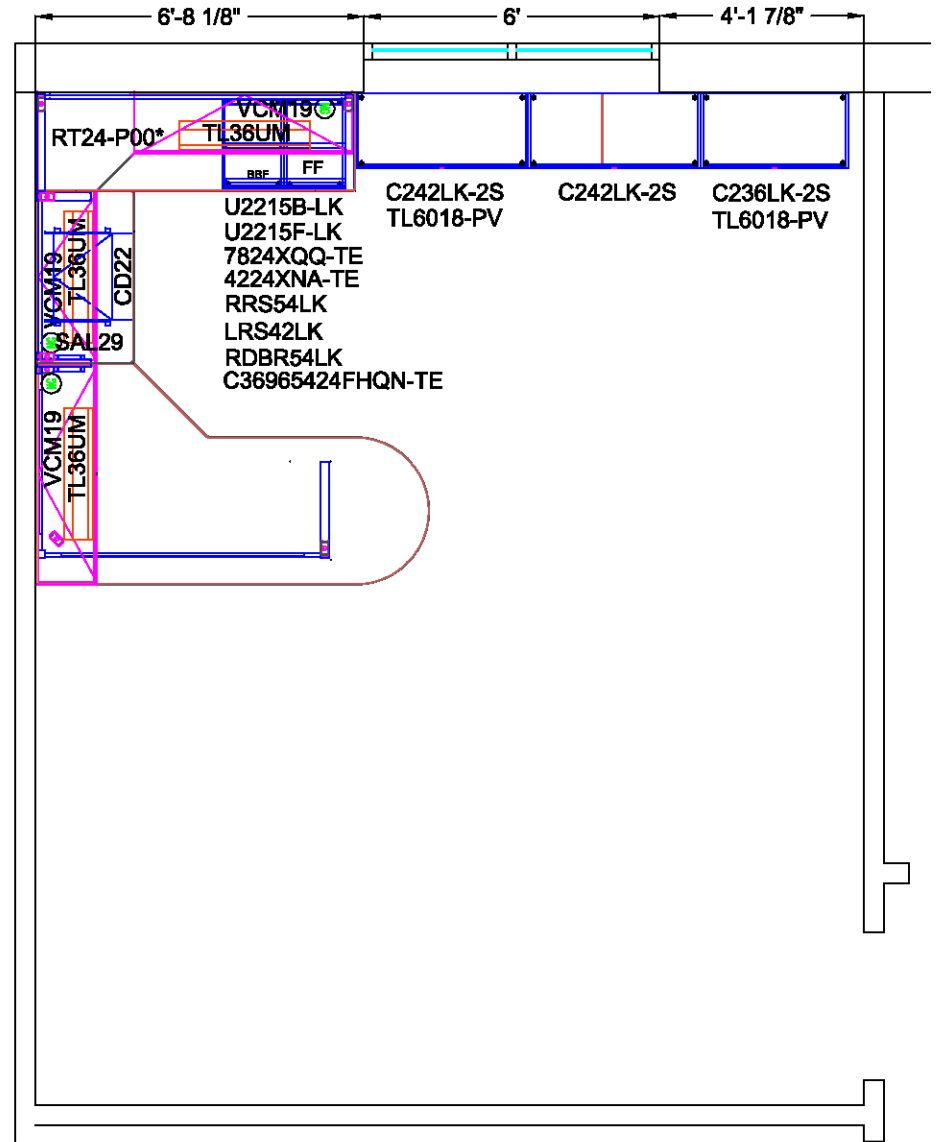 6'-8 1/8"
6'
4'-1 7/8"
VCM19
TL36UM
RT24-P00*
BBF
FF
C242LK-2S
TL6018-PV
C242LK-2S
C236LK-2S
TL6018-PV
U2215B-LK
U2215F-LK
7824XQQ-TE
4224XNA-TE
RRS54LK
LRS42LK
RDBR54LK
C36965424FHQN-TE
VCM19
TL36UM
CD22
SAL29
VCM19
TL36UM